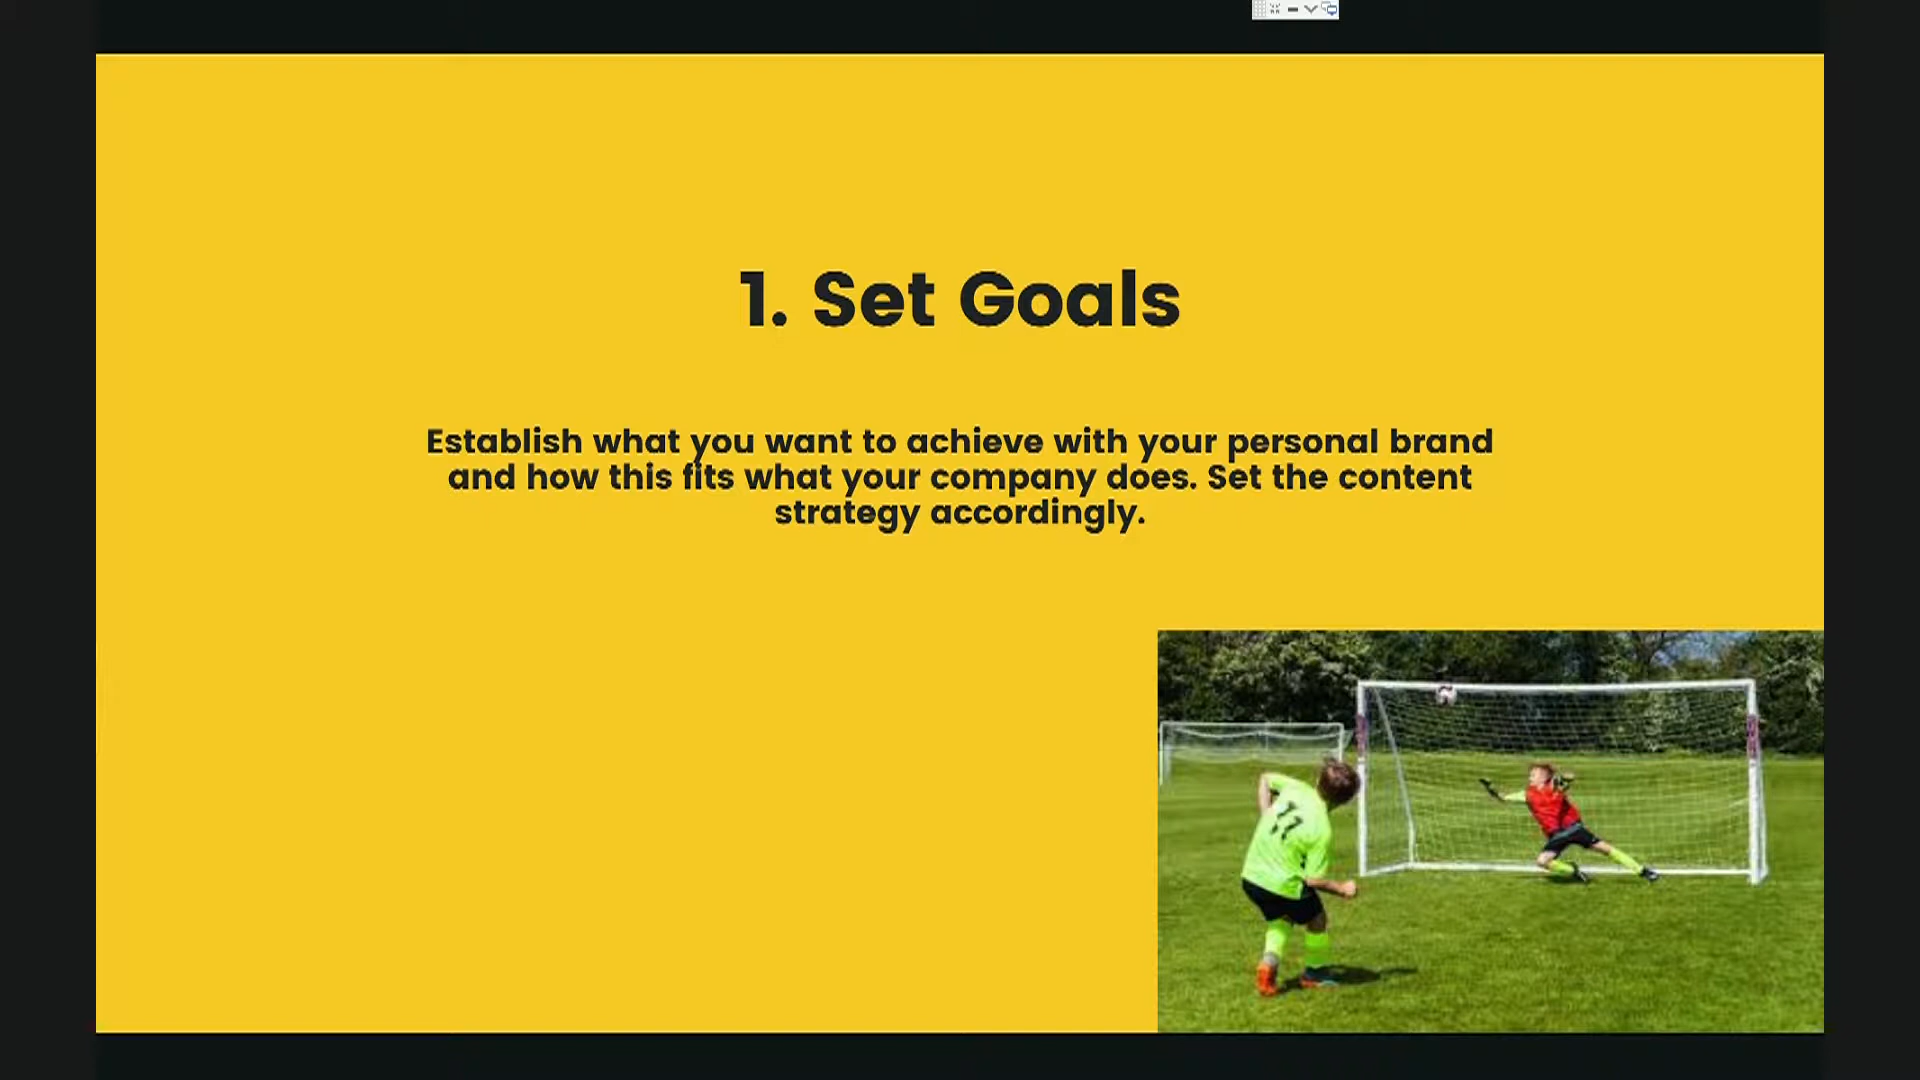 1. Set Goals
Establish what you want to achieve with your personal brand
and how this fits what your company does. Set the content
strategy accordingly.
11